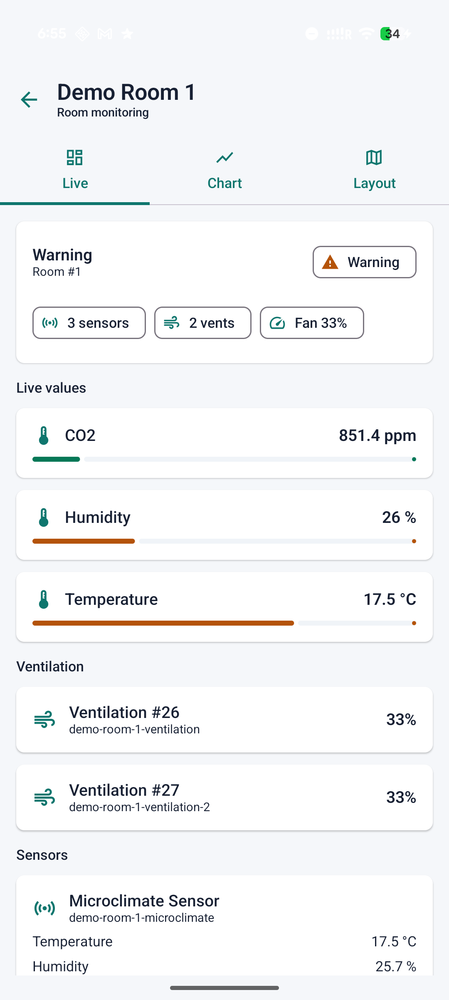 6:55
R
34
Demo Room 1
Room monitoring
Live
Chart
Layout
Warning
Room #1
Warning
3 sensors
2 vents
Fan 33%
Live values
CO2
851.4 ppm
Humidity
26 %
Temperature
17.5 °C
Ventilation
Ventilation #26
demo-room-1-ventilation
33%
Ventilation #27
demo-room-1-ventilation-2
33%
Sensors
Microclimate Sensor
demo-room-1-microclimate
Temperature
17.5 °C
Humidity
25.7 %